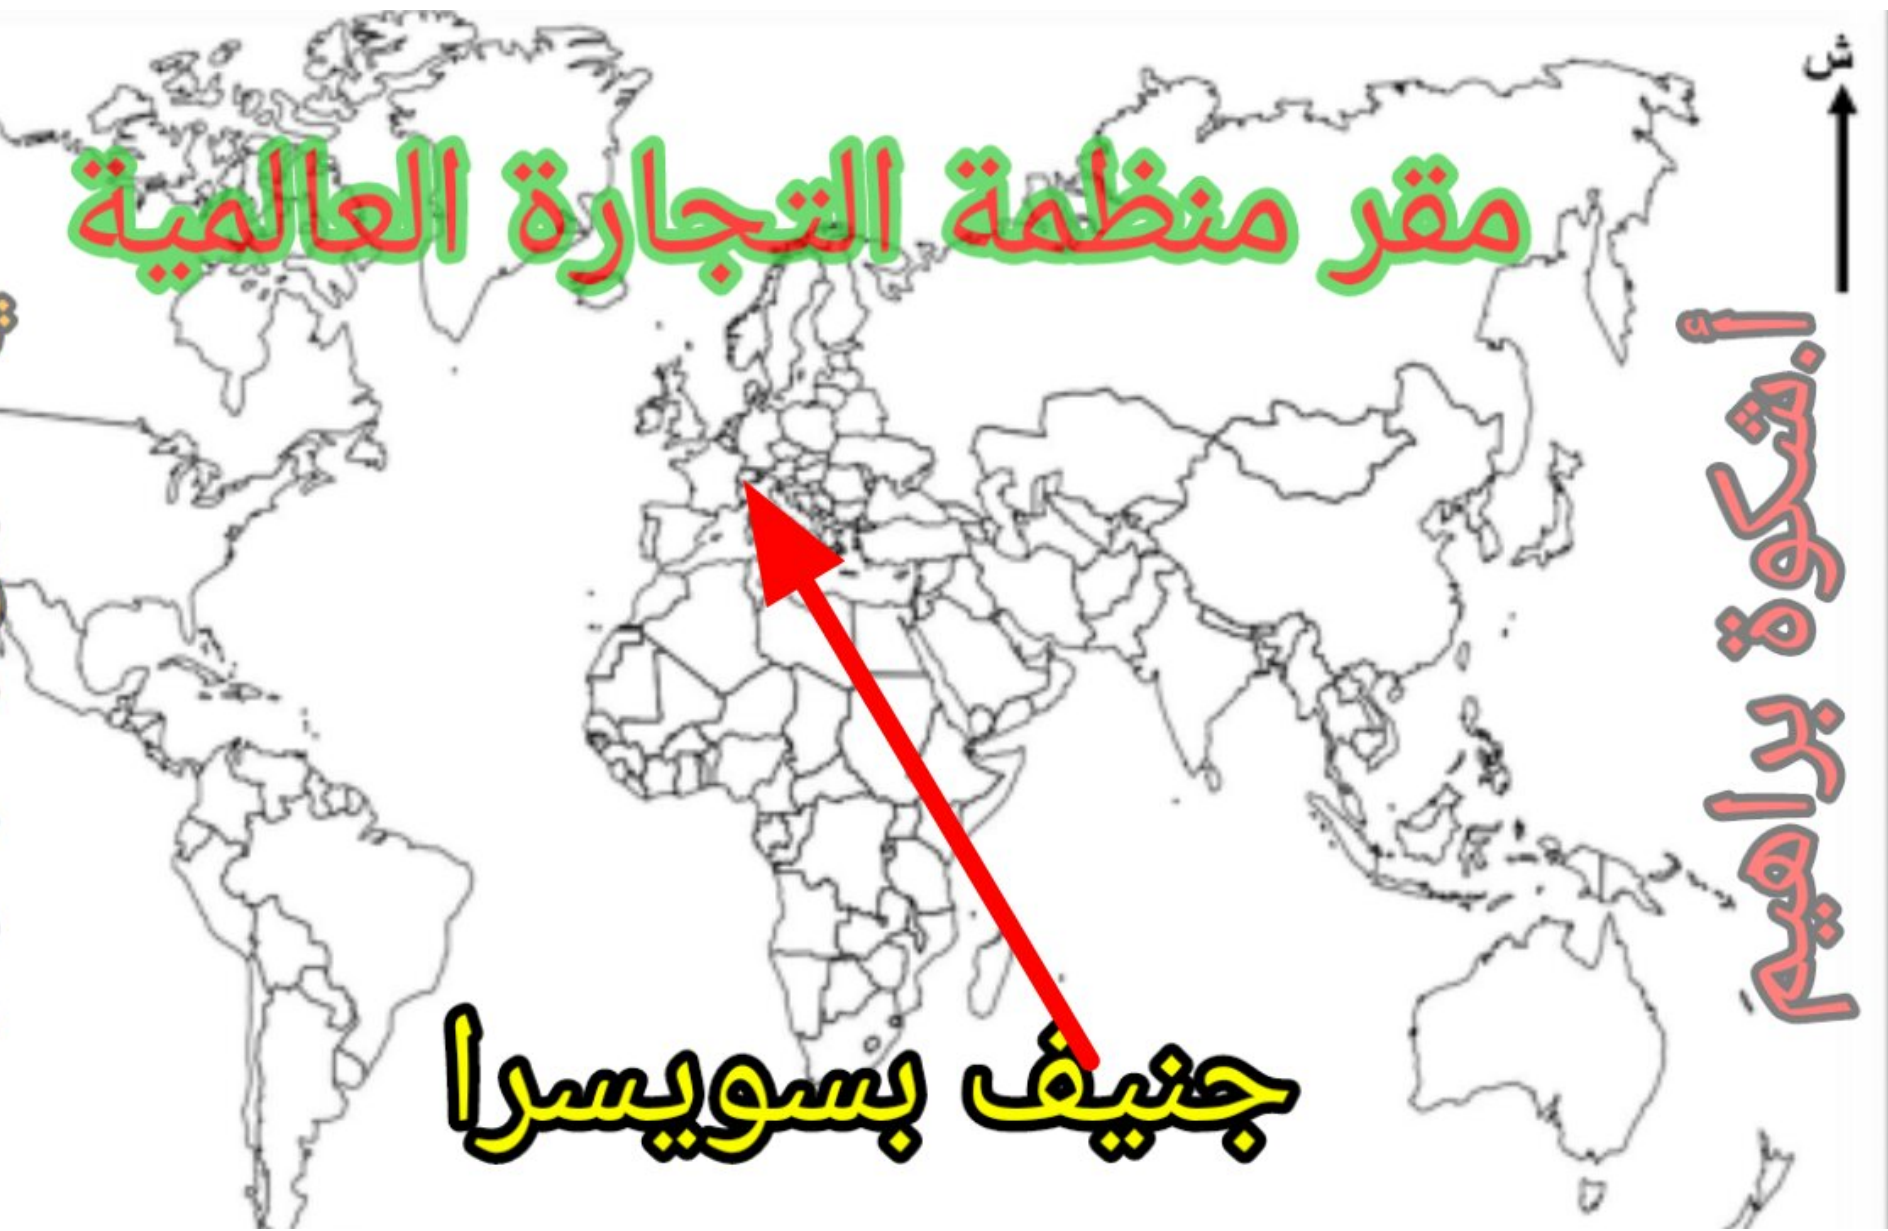 ش
مقر منظمة التجارة العالمية
أ.شكوة براهيم
جنيف بسويسرا